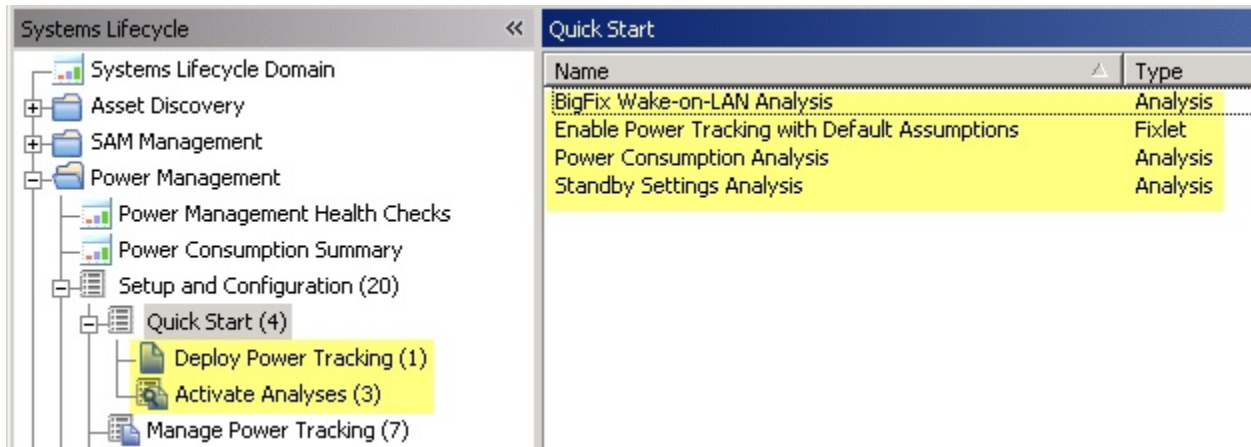 Systems Lifecycle
Systems Lifecycle Domain
Asset Discovery
SAM Management
Power Management
Power Management Health Checks
Power Consumption Summary
Setup and Configuration (20)
Quick Start (4)
Deploy Power Tracking (1)
Activate Analyses (3)
Manage Power Tracking (7)
Quick Start
Name Type
BigFix Wake-on-LAN Analysis Analysis
Enable Power Tracking with Default Assumptions Fixlet
Power Consumption Analysis Analysis
Standby Settings Analysis Analysis